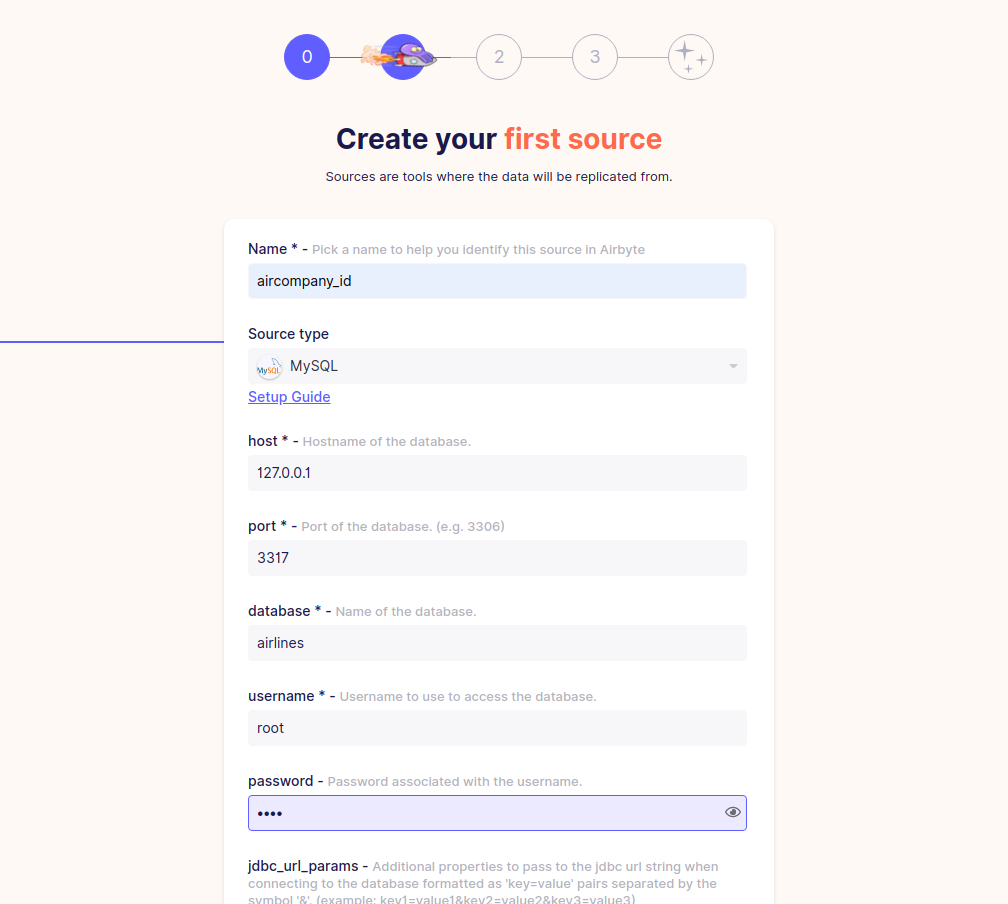 0 2 3
Create your first source
Sources are tools where the data will be replicated from.
Name * - Pick a name to help you identify this source in Airbyte
aircompany_id
Source type
MySQL MySQL
Setup Guide
host * - Hostname of the database.
127.0.0.1
port * - Port of the database. (e.g. 3306)
3317
database * - Name of the database.
airlines
username * - Username to use to access the database.
root
password - Password associated with the username.
••••
jdbc_url_params - Additional properties to pass to the jdbc url string when
connecting to the database formatted as 'key=value' pairs separated by the
symbol '&'. (example: key1=value1&key2=value2&key3=value3)